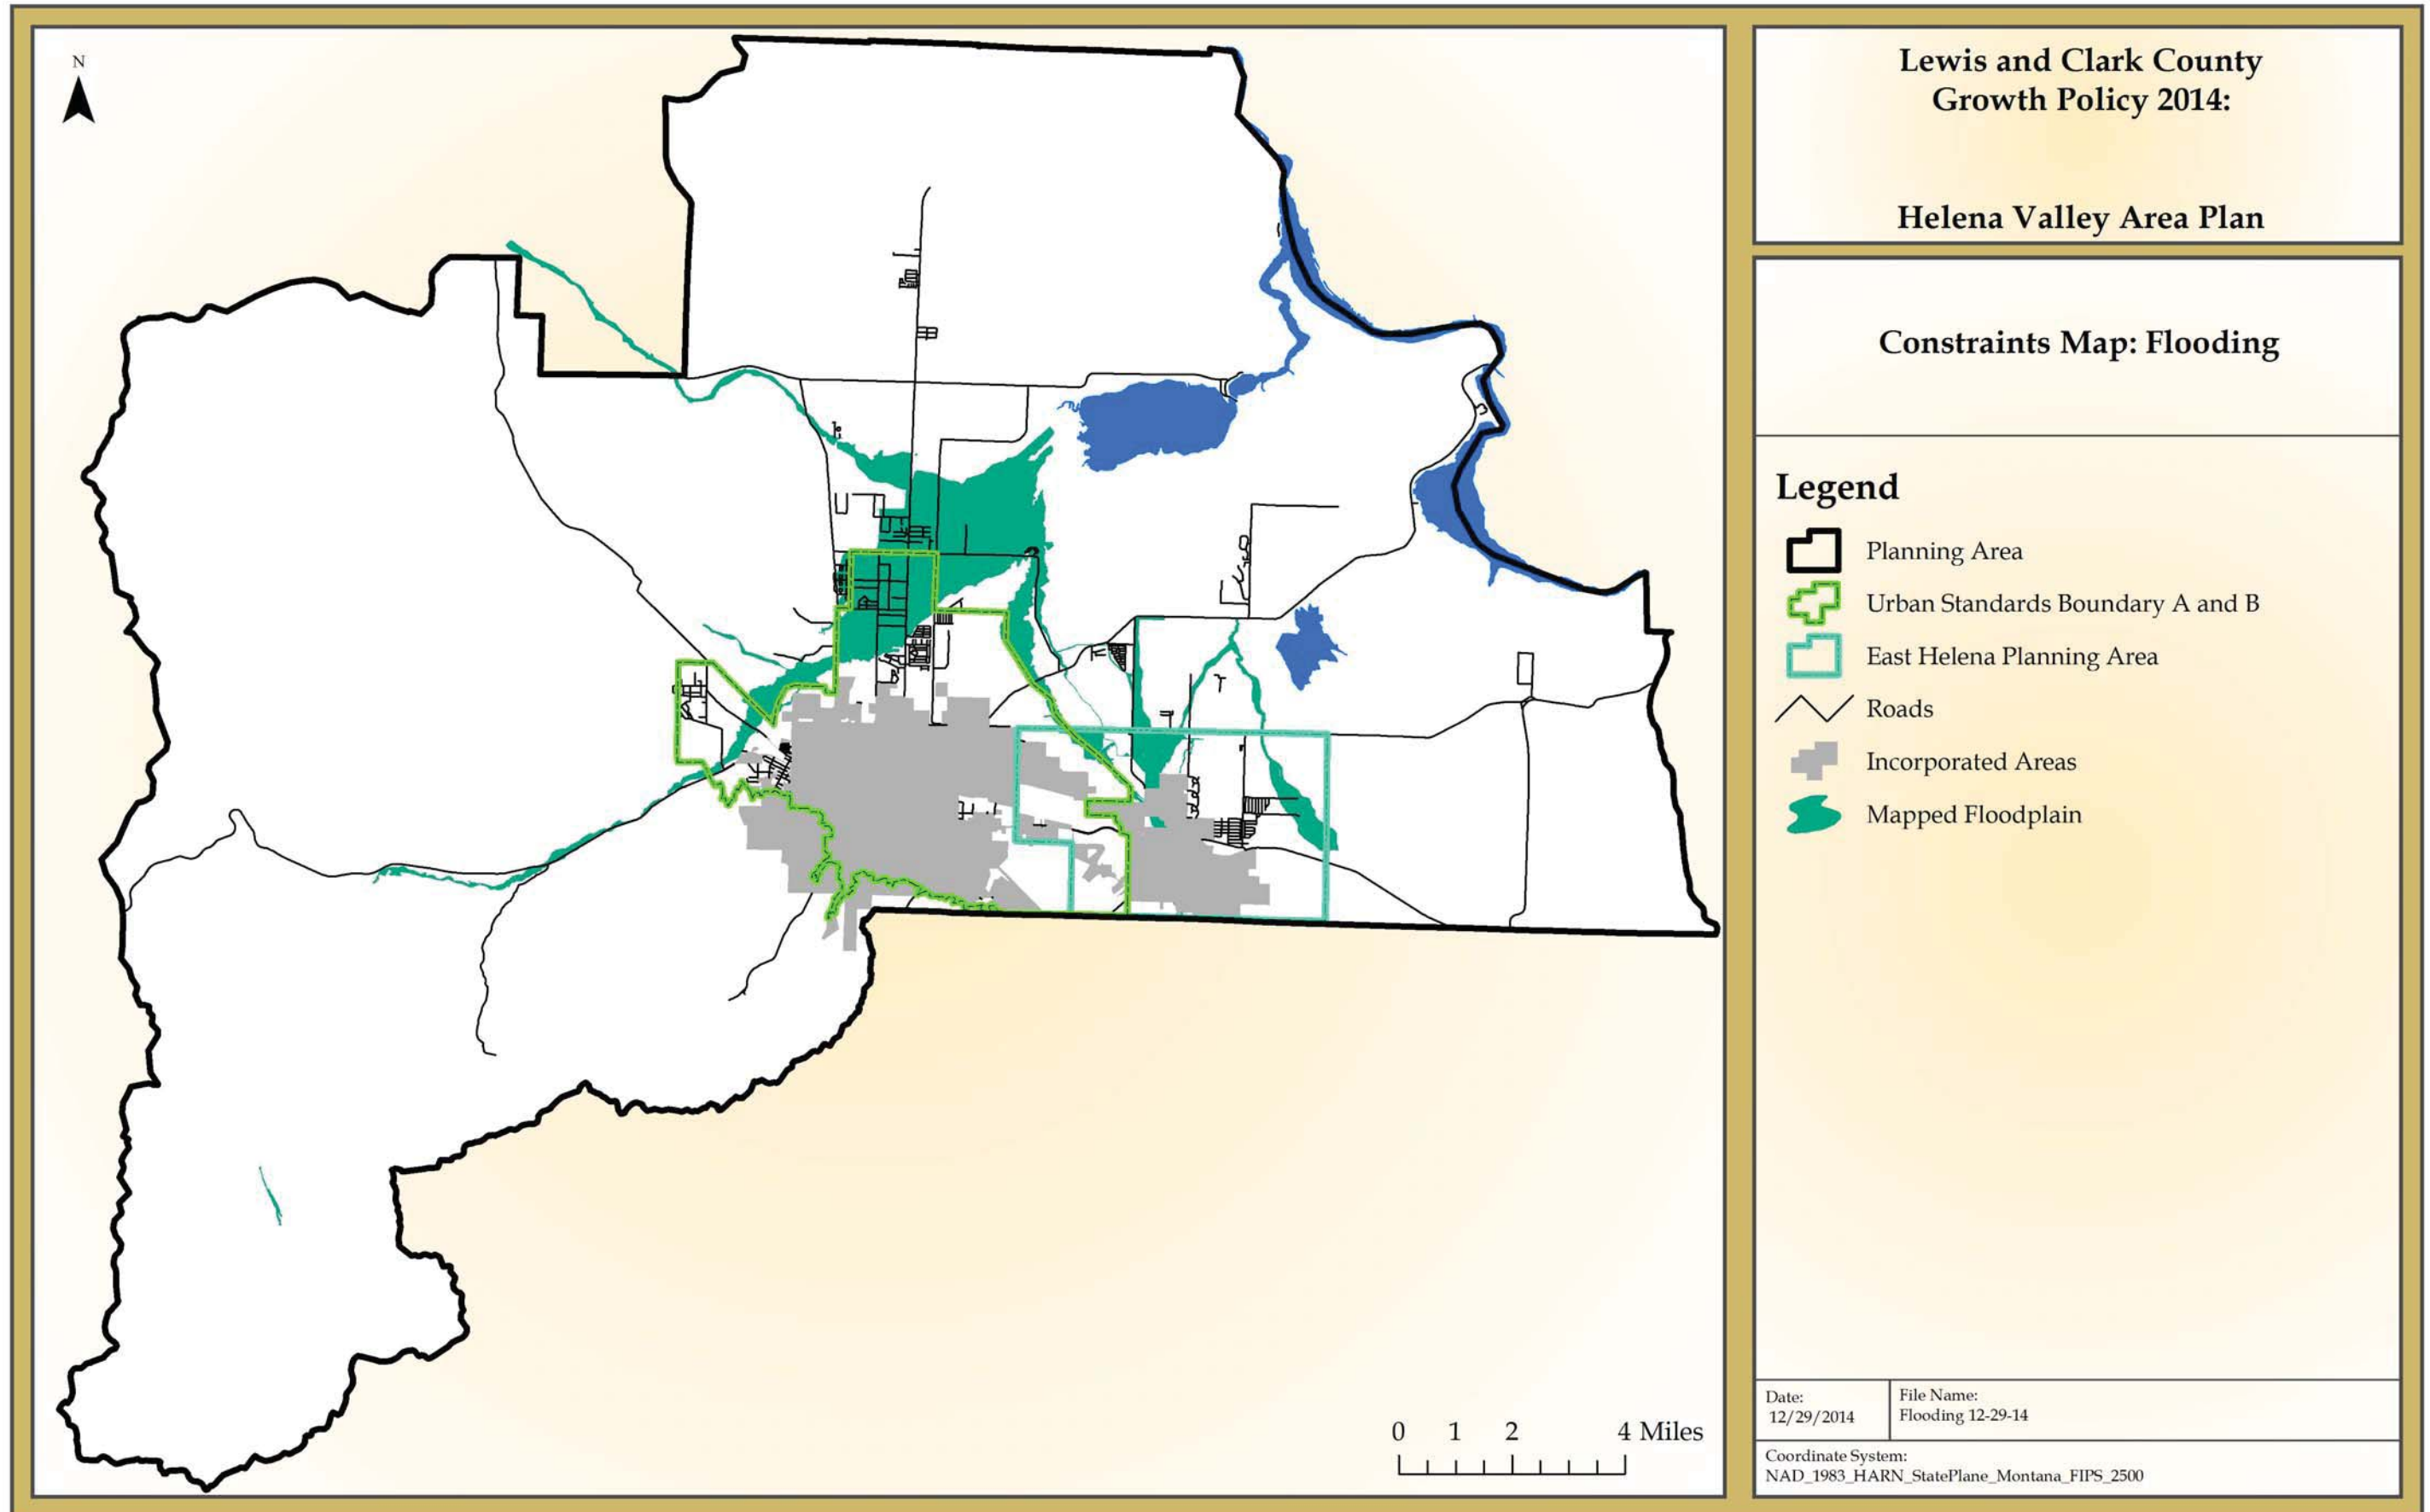 N
Lewis and Clark County
Growth Policy 2014:
Helena Valley Area Plan
Constraints Map: Flooding
Legend
Planning Area
Urban Standards Boundary A and B
East Helena Planning Area
Roads
Incorporated Areas
Mapped Floodplain
0 1 2 4 Miles
Date:
12/29/2014
File Name:
Flooding 12-29-14
Coordinate System:
NAD_1983_HARN_StatePlane_Montana_FIPS_2500